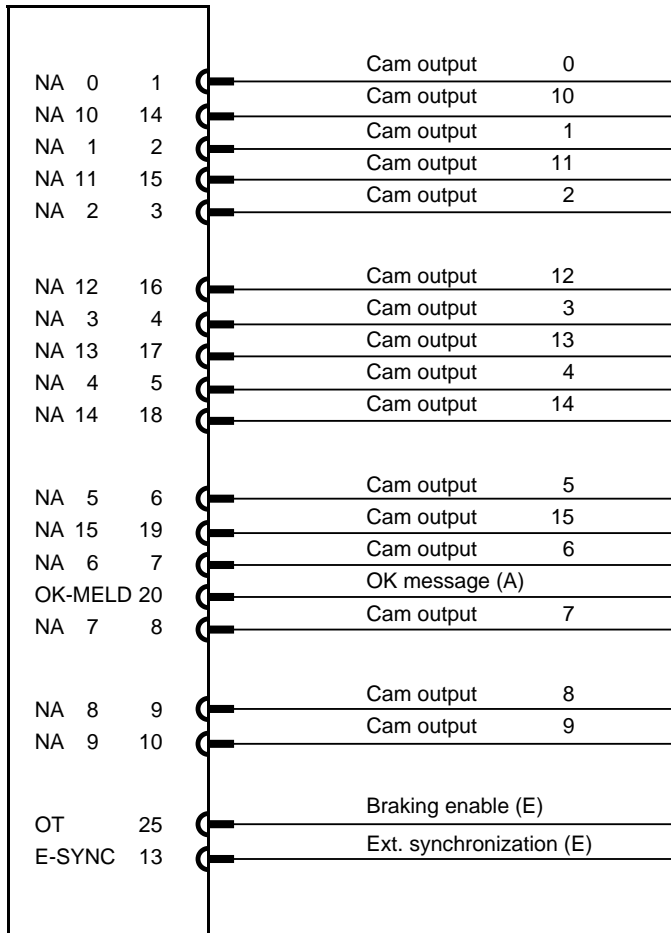 NA 0 1 Cam output 0
NA 10 14 Cam output 10
NA 1 2 Cam output 1
NA 11 15 Cam output 11
NA 2 3 Cam output 2
NA 12 16 Cam output 12
NA 3 4 Cam output 3
NA 13 17 Cam output 13
NA 4 5 Cam output 4
NA 14 18 Cam output 14
NA 5 6 Cam output 5
NA 15 19 Cam output 15
NA 6 7 Cam output 6
OK-MELD 20 OK message (A)
NA 7 8 Cam output 7
NA 8 9 Cam output 8
NA 9 10 Cam output 9
OT 25 Braking enable (E)
E-SYNC 13 Ext. synchronization (E)